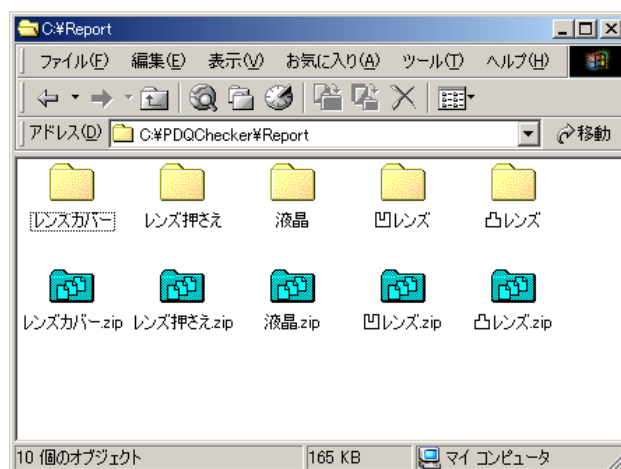 C:¥Report
ファイル(F) 編集(E) 表示(V) お気に入り(A) ツール(T) ヘルプ(H)
アドレス(D) C:¥PDQChecker¥Report 移動
レンズカバー レンズ押さえ 液晶 凹レンズ 凸レンズ
レンズカバー.zip レンズ押さえ.zip 液晶.zip 凹レンズ.zip 凸レンズ.zip
10 個のオブジェクト 165 KB マイ コンピュータ